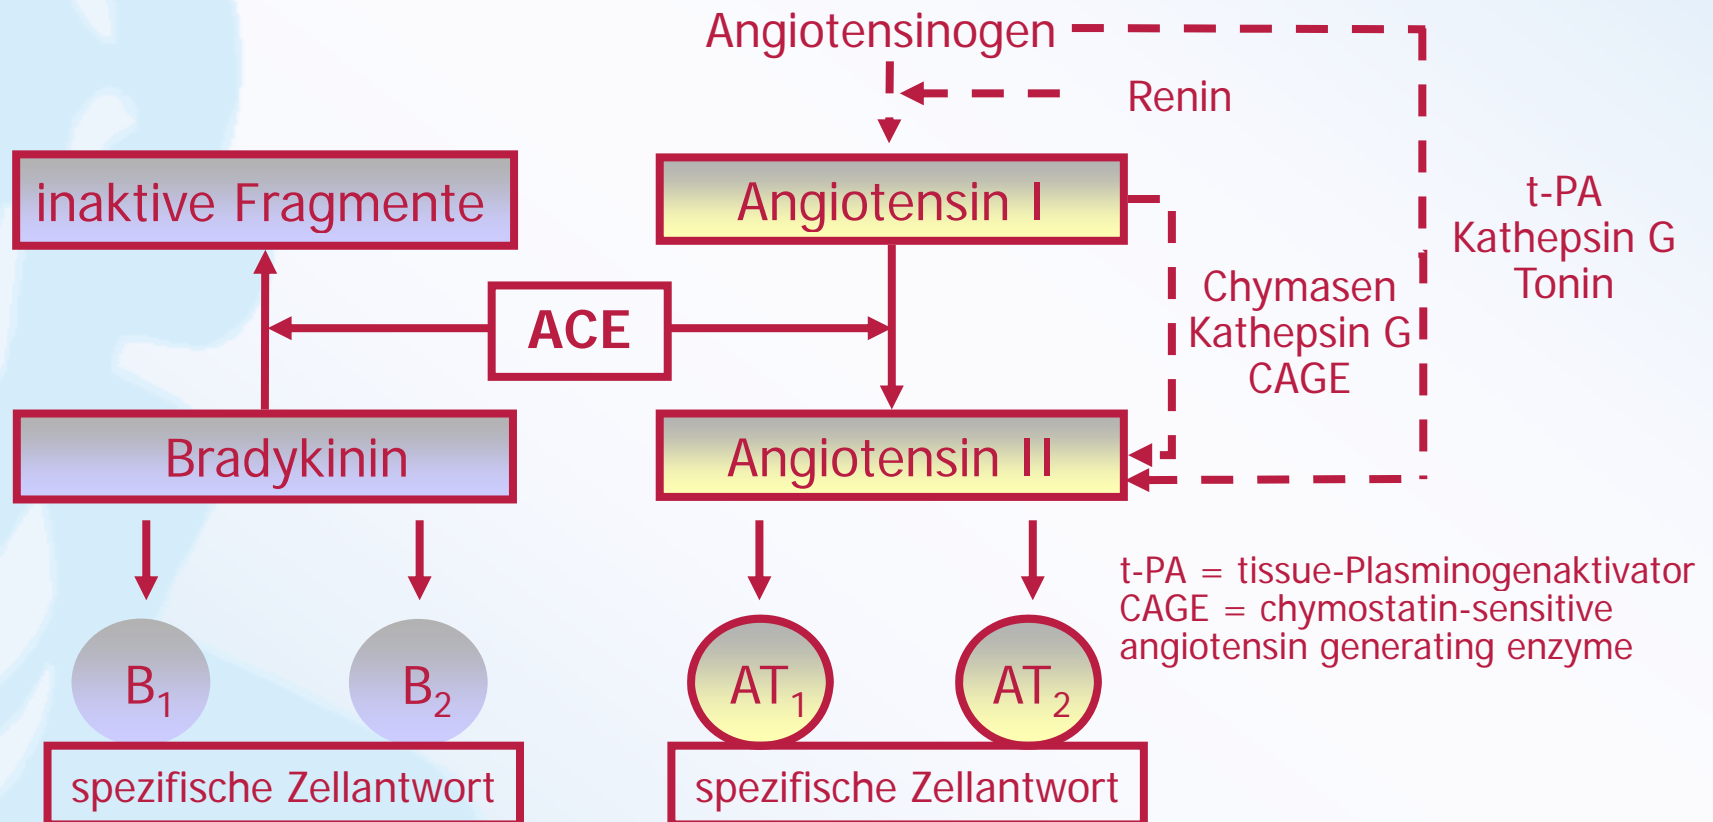 Angiotensinogen
Renin
inaktive Fragmente
Angiotensin I
t-PA
Kathepsin G
Tonin
Chymasen
Kathepsin G
CAGE
ACE
Bradykinin
Angiotensin II
t-PA = tissue-Plasminogenaktivator
CAGE = chymostatin-sensitive
angiotensin generating enzyme
B₁
B₂
AT₁
AT₂
spezifische Zellantwort
spezifische Zellantwort